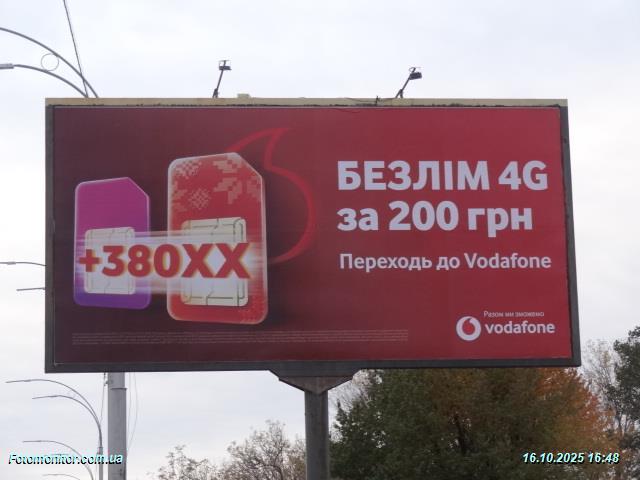 БЕЗЛІМ 4G
за 200 грн
Переходь до Vodafone
+380XX
Разом ми зможемо
vodafone
Fotomonitor.com.ua
16.10.2025 16:48